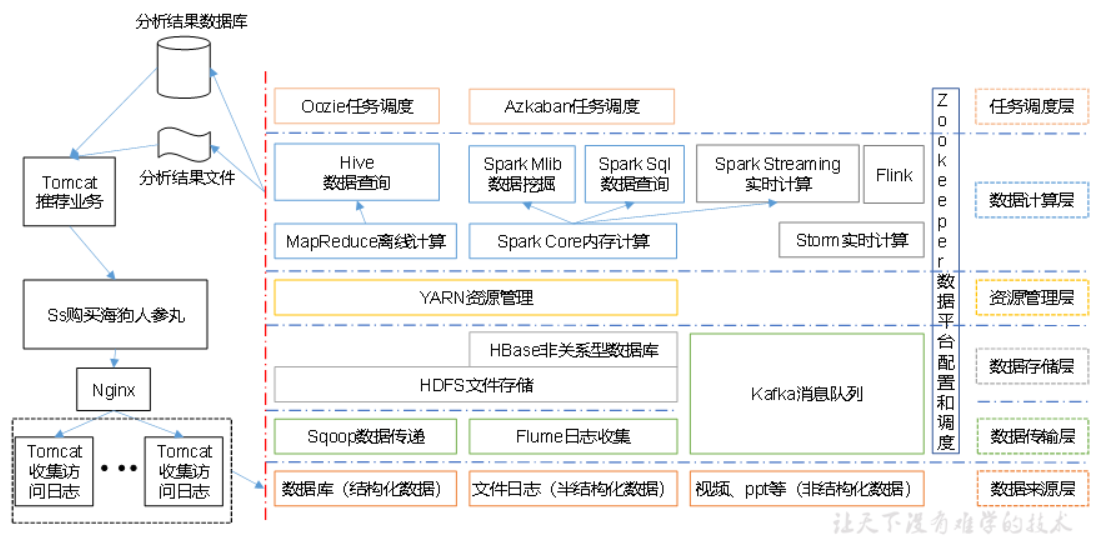 分析结果数据库
分析结果文件
Tomcat
推荐业务
Ss购买海狗人参丸
Nginx
Tomcat
收集访
问日志
•••
Tomcat
收集访
问日志
Oozie任务调度
Azkaban任务调度
任务调度层
Hive
数据查询
Spark Mlib
数据挖掘
Spark Sql
数据查询
Spark Streaming
实时计算
Flink
数据计算层
MapReduce离线计算
Spark Core内存计算
Storm实时计算
YARN资源管理
资源管理层
HBase非关系型数据库
HDFS文件存储
Kafka消息队列
数据存储层
Sqoop数据传递
Flume日志收集
数据传输层
数据库（结构化数据）
文件日志（半结构化数据）
视频、ppt等（非结构化数据）
数据来源层
Zookeeper数据平台配置和调度
让天下没有难学的技术